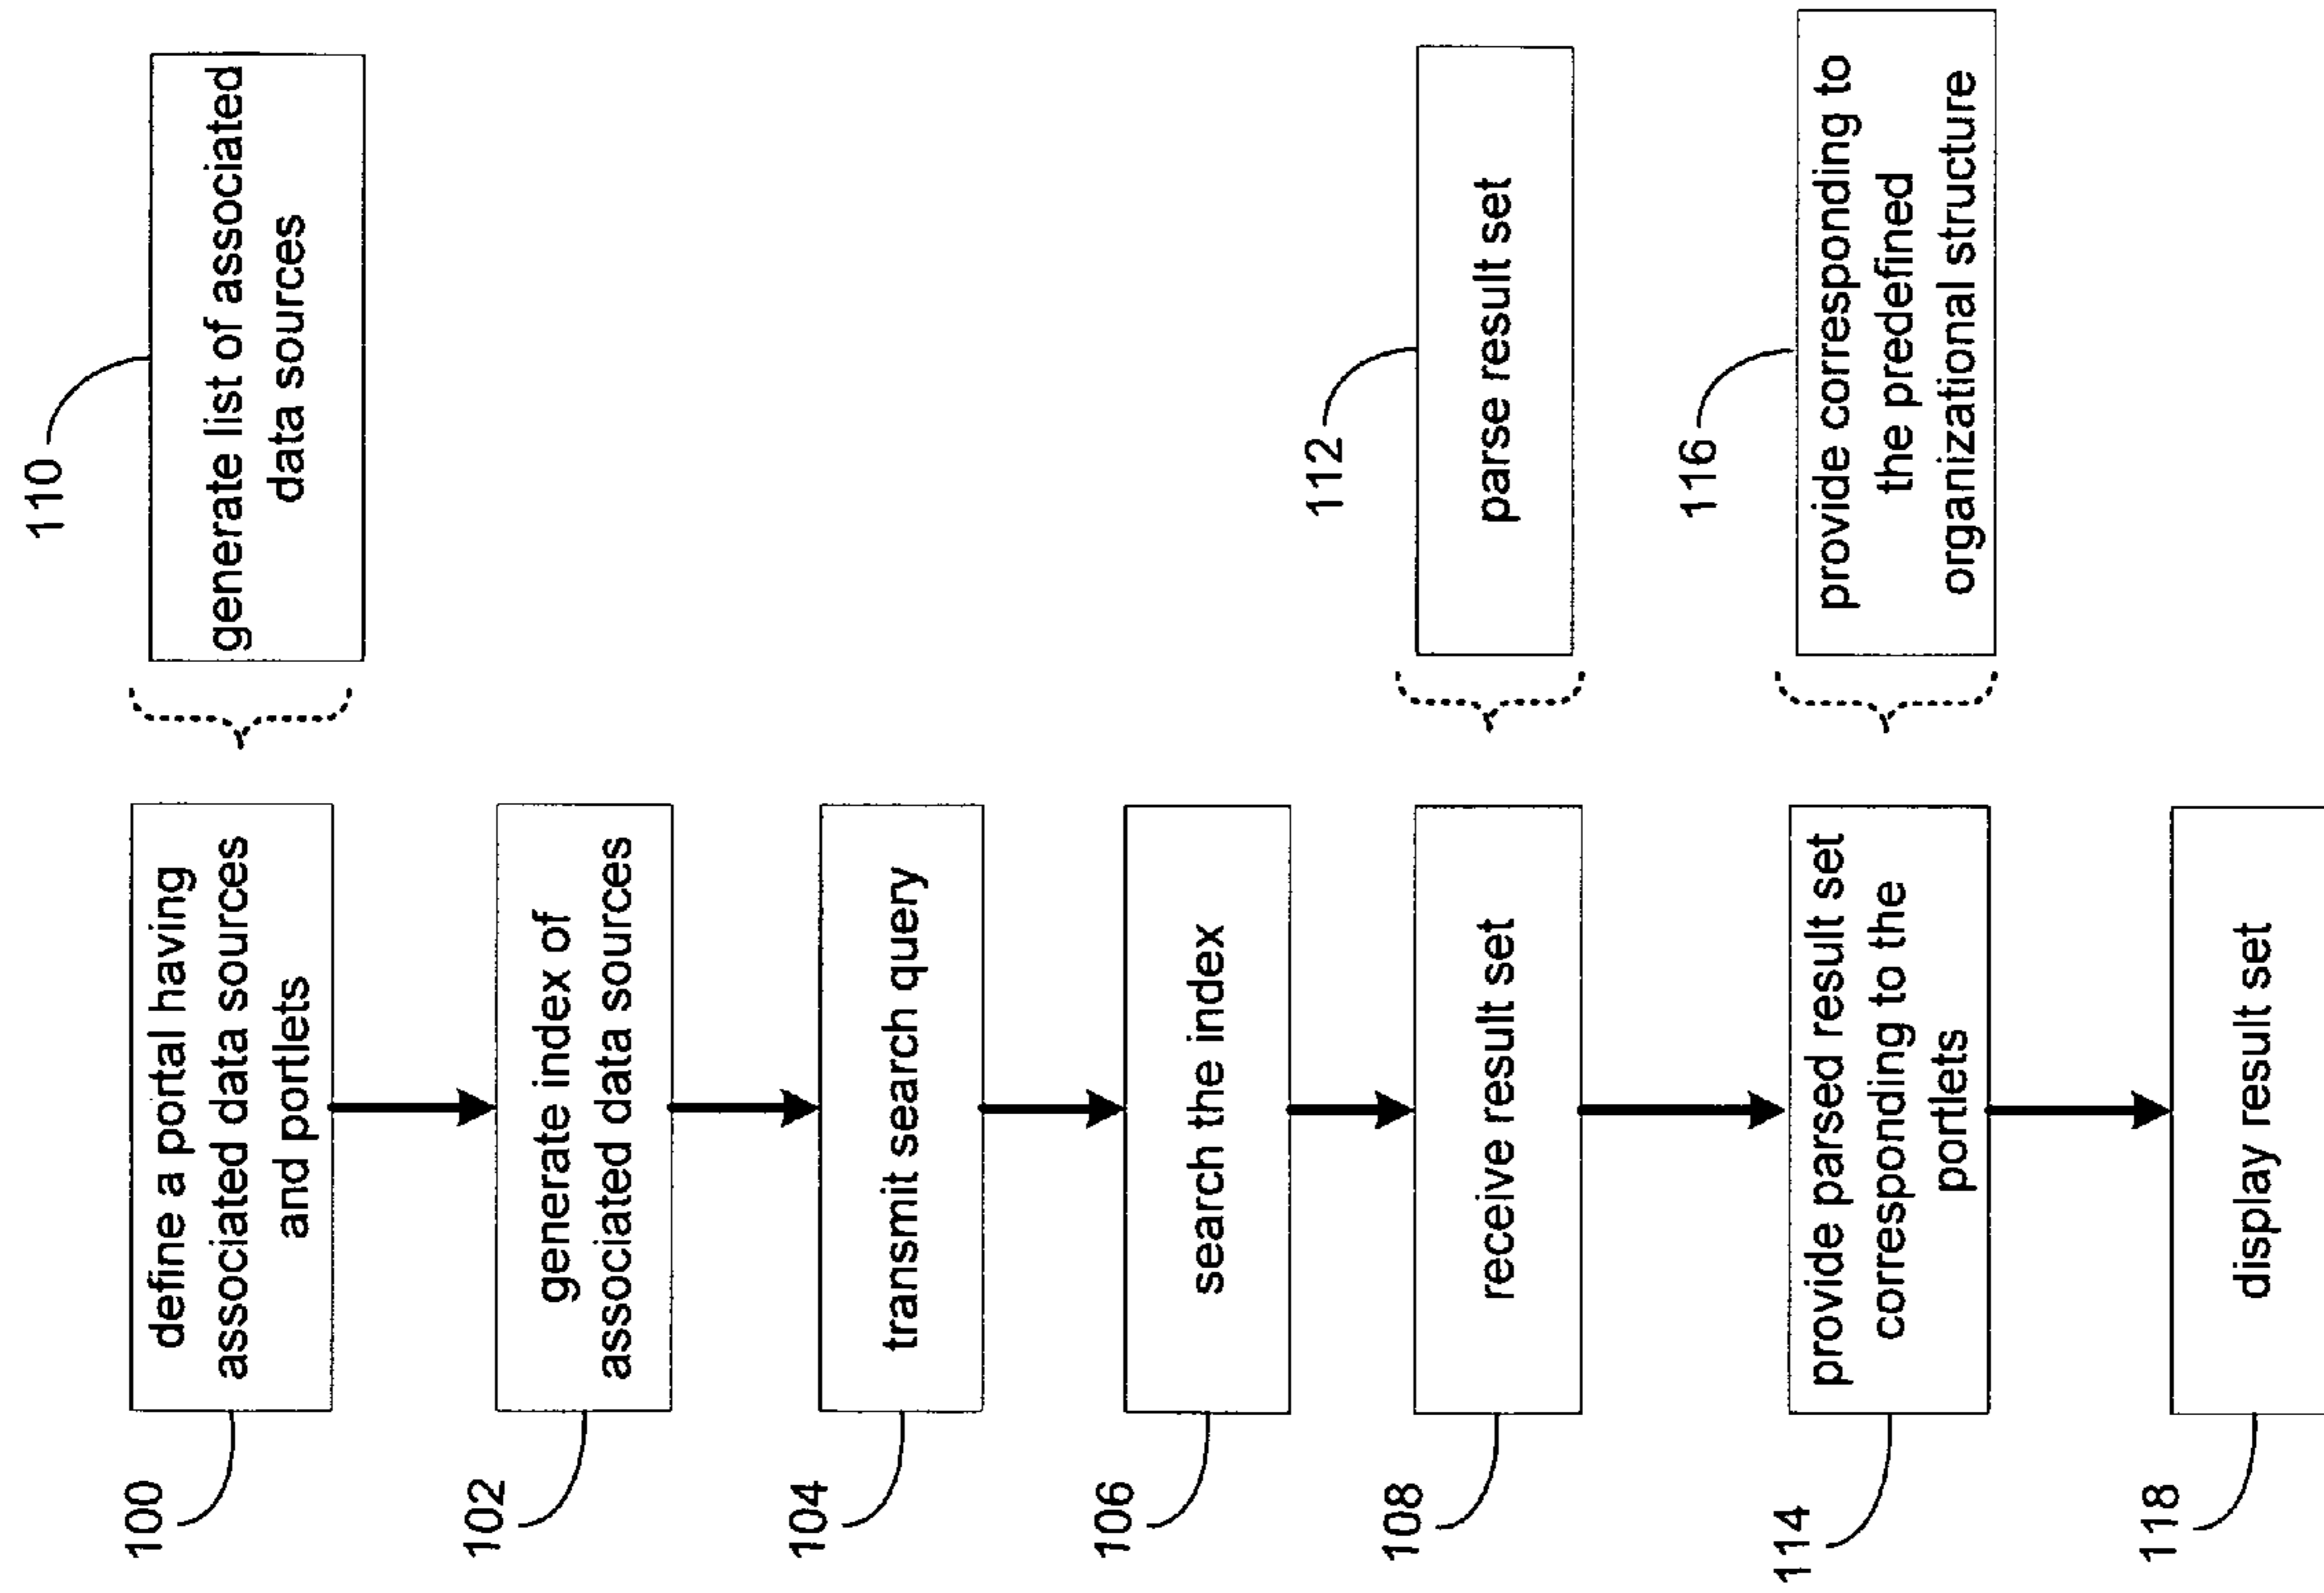 100
define a portal having
associated data sources
and portlets
110
generate list of associated
data sources
102
generate index of
associated data sources
104
transmit search query
106
search the index
108
receive result set
112
parse result set
114
provide parsed result set
corresponding to the
portlets
116
provide corresponding to
the predefined
organizational structure
118
display result set